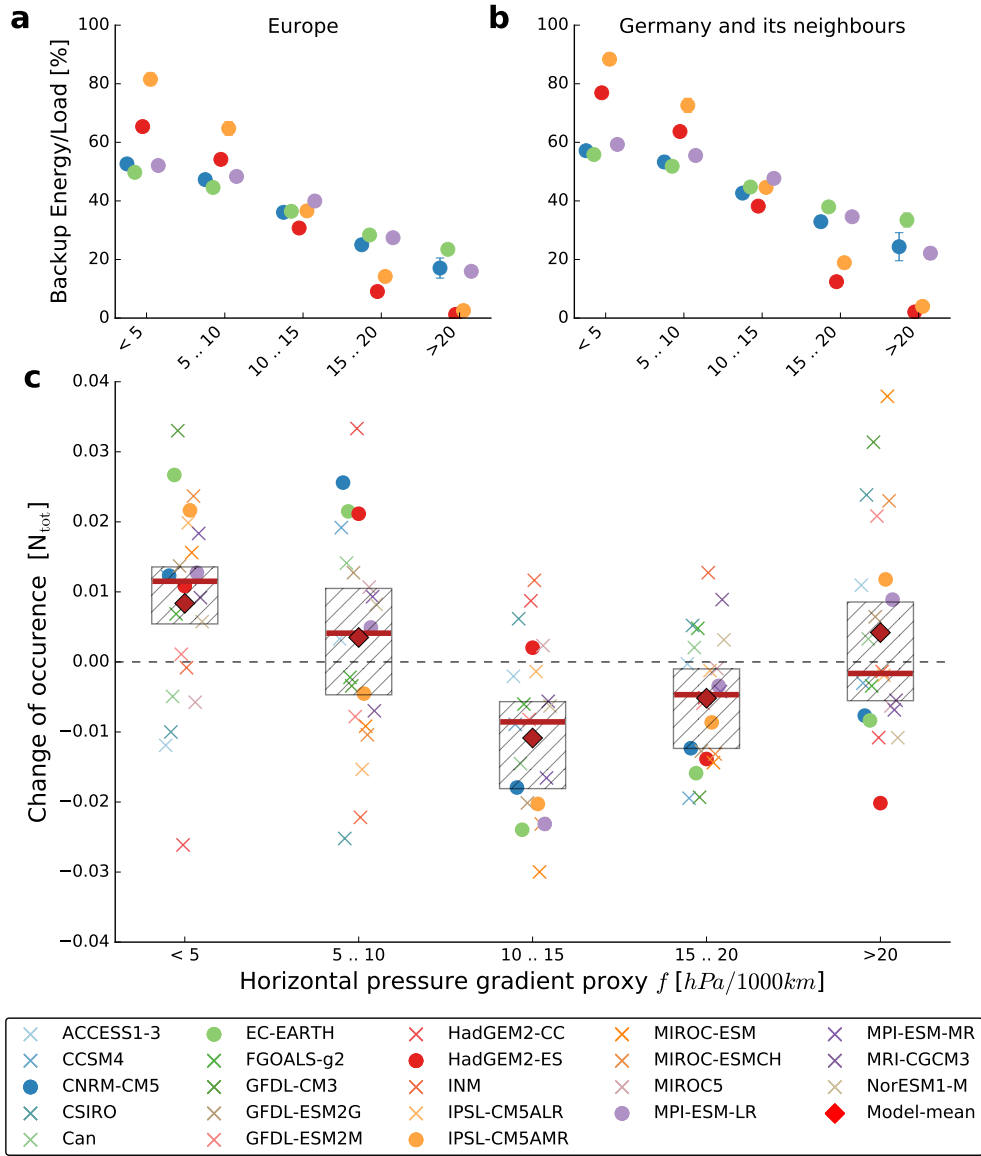 a
Europe
b
Germany and its neighbours
Backup Energy/Load [%]
100
80
60
40
20
0
< 5
5 .. 10
10 .. 15
15 .. 20
>20
100
80
60
40
20
0
< 5
5 .. 10
10 .. 15
15 .. 20
>20
c
Change of occurence [N_tot]
0.04
0.03
0.02
0.01
0.00
−0.01
−0.02
−0.03
−0.04
< 5
5 .. 10
10 .. 15
15 .. 20
>20
Horizontal pressure gradient proxy f [hPa/1000km]
ACCESS1-3
CCSM4
CNRM-CM5
CSIRO
Can
EC-EARTH
FGOALS-g2
GFDL-CM3
GFDL-ESM2G
GFDL-ESM2M
HadGEM2-CC
HadGEM2-ES
INM
IPSL-CM5ALR
IPSL-CM5AMR
MIROC-ESM
MIROC-ESMCH
MIROC5
MPI-ESM-LR
MPI-ESM-MR
MRI-CGCM3
NorESM1-M
Model-mean